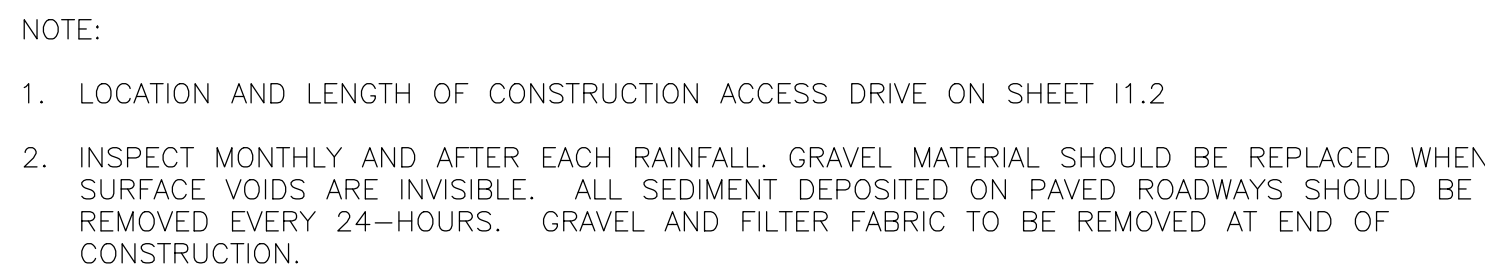 NOTE:
1. LOCATION AND LENGTH OF CONSTRUCTION ACCESS DRIVE ON SHEET I1.2
2. INSPECT MONTHLY AND AFTER EACH RAINFALL. GRAVEL MATERIAL SHOULD BE REPLACED WHEN
SURFACE VOIDS ARE INVISIBLE. ALL SEDIMENT DEPOSITED ON PAVED ROADWAYS SHOULD BE
REMOVED EVERY 24-HOURS. GRAVEL AND FILTER FABRIC TO BE REMOVED AT END OF
CONSTRUCTION.